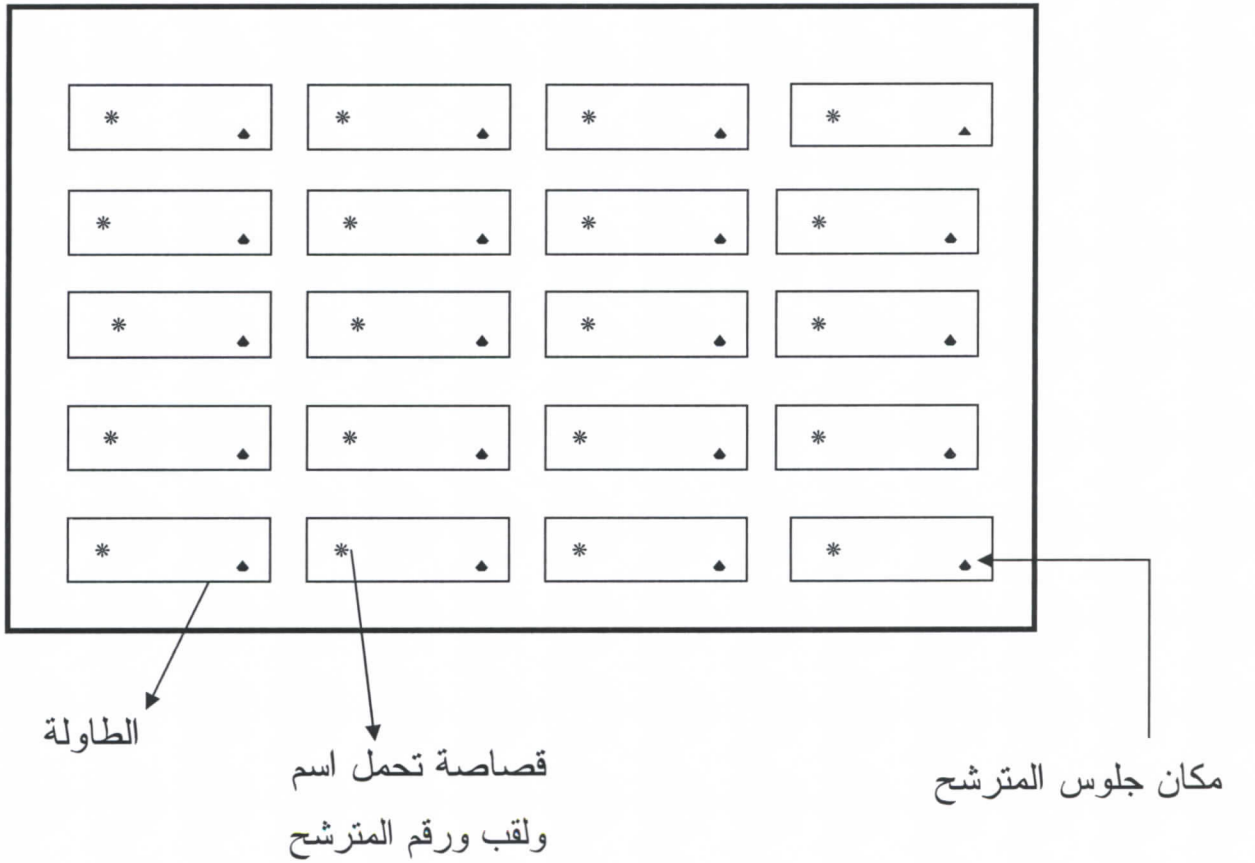 الطاولة
قصاصة تحمل اسم
ولقب ورقم المترشح
مكان جلوس المترشح